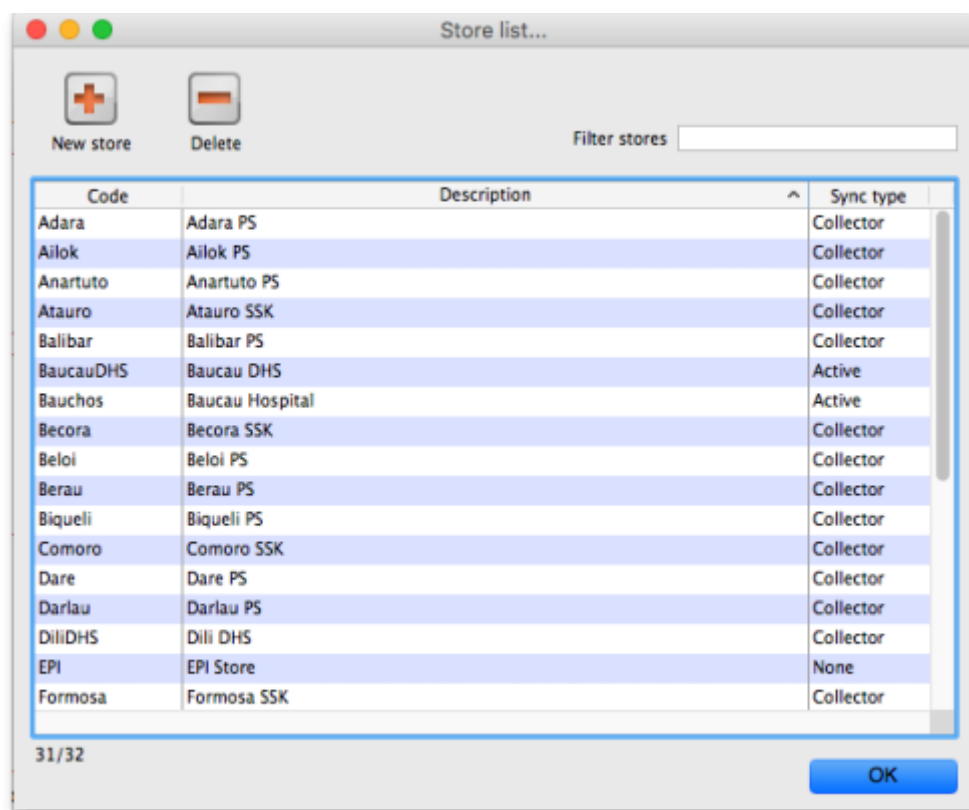 Store list...
New store Delete Filter stores
Code Description Sync type
Adara Adara PS Collector
Ailok Ailok PS Collector
Anartuto Anartuto PS Collector
Atauro Atauro SSK Collector
Balibar Balibar PS Collector
BaucauDHS Baucau DHS Active
Bauchos Baucau Hospital Active
Becora Becora SSK Collector
Beloi Beloi PS Collector
Berau Berau PS Collector
Biqueli Biqueli PS Collector
Comoro Comoro SSK Collector
Dare Dare PS Collector
Darlau Darlau PS Collector
DiliDHS Dili DHS Collector
EPI EPI Store None
Formosa Formosa SSK Collector
31/32
OK